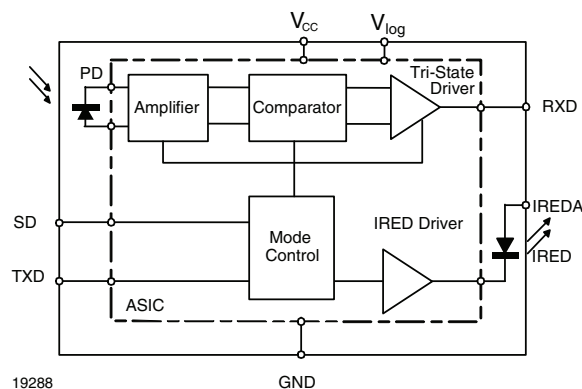 VCC
Vlog
PD
Amplifier
Comparator
Tri-State
Driver
RXD
SD
Mode
Control
IRED Driver
IREDA
IRED
TXD
ASIC
19288
GND